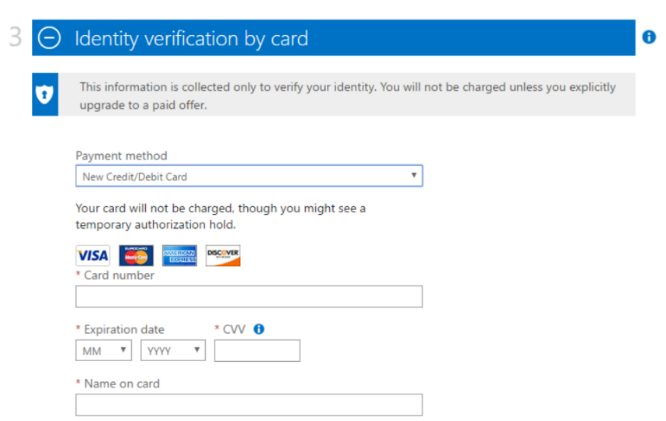 3 Identity verification by card
This information is collected only to verify your identity. You will not be charged unless you explicitly
upgrade to a paid offer.
Payment method
New Credit/Debit Card
Your card will not be charged, though you might see a
temporary authorization hold.
VISA MasterCard AMERICAN EXPRESS DISCOVER
* Card number
* Expiration date * CVV
MM YYYY
* Name on card